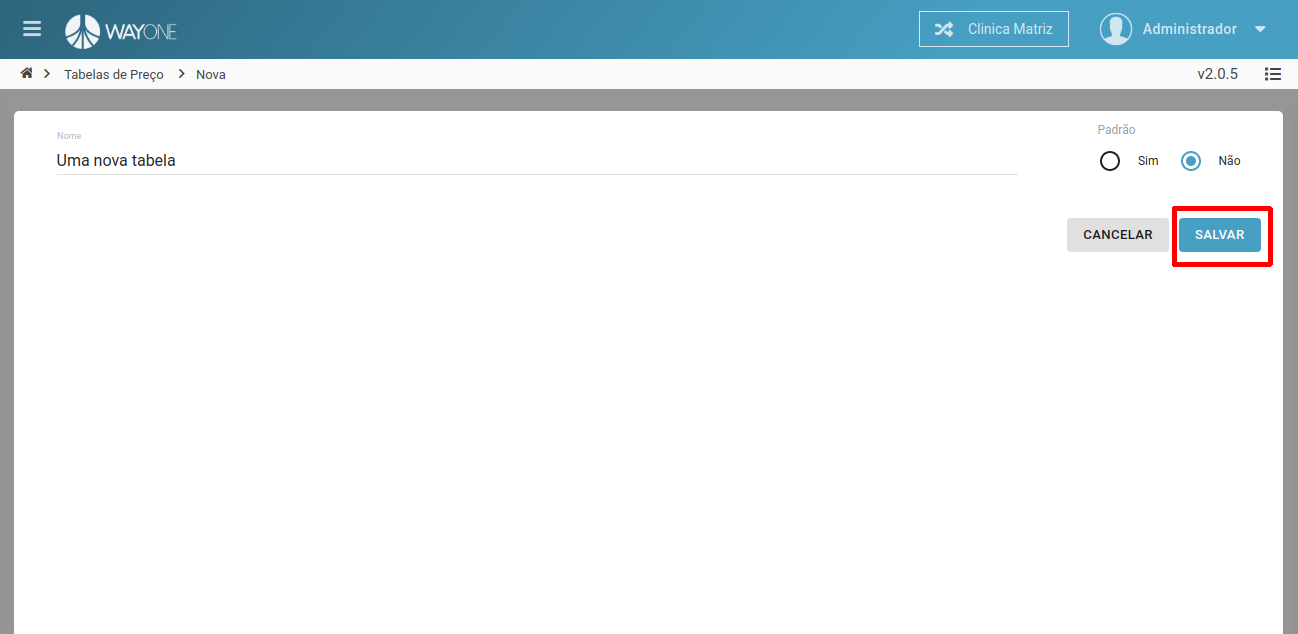 WAYONE
Clinica Matriz
Administrador
Tabelas de Preço
Nova
v2.0.5
Nome
Uma nova tabela
Padrão
Sim
Não
CANCELAR
SALVAR